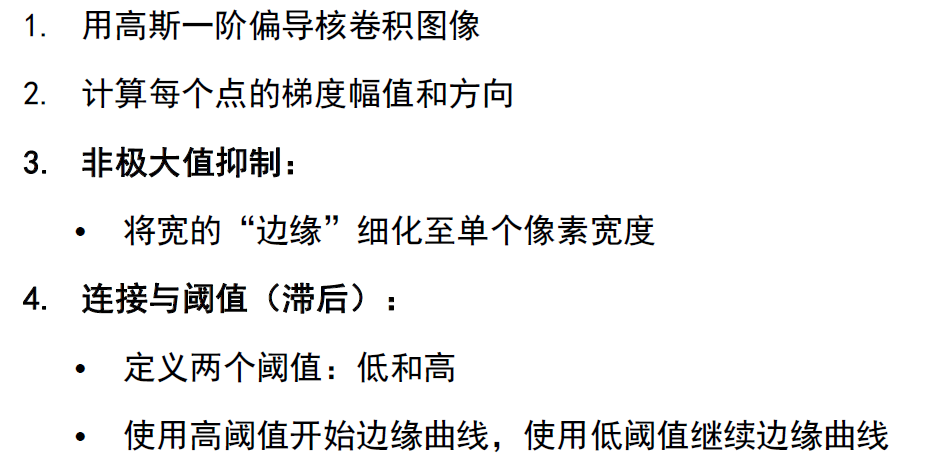 1. 用高斯一阶偏导核卷积图像
2. 计算每个点的梯度幅值和方向
3. 非极大值抑制：
• 将宽的“边缘”细化至单个像素宽度
4. 连接与阈值（滞后）：
• 定义两个阈值：低和高
• 使用高阈值开始边缘曲线，使用低阈值继续边缘曲线